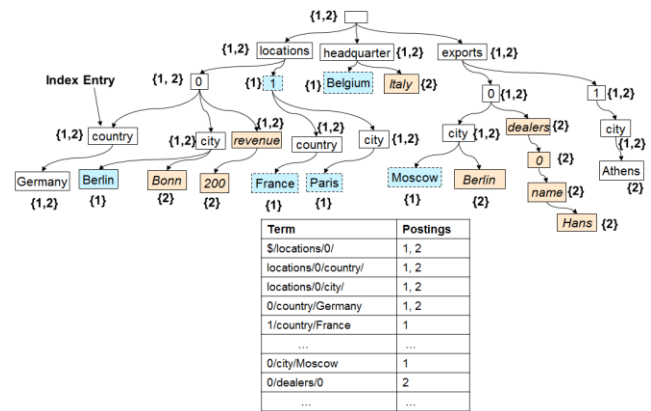 {1,2}
{1,2} locations headquarter {1,2} exports {1,2}
{1, 2} 0 {1} 1 {1} Belgium Italy {2} 0 {1,2} 1 {1,2}
Index Entry
{1,2} country {1,2} city revenue {1,2} country {1,2} city {1,2} city {1,2} dealers {2} city {1,2}
Germany Berlin Bonn 200 France Paris Moscow Berlin 0 {2} Athens
{1,2} {1} {2} {2} {1} {1} {1} {2} name {2} {2}
Hans {2}
Term Postings
$/locations/0/ 1, 2
locations/0/country/ 1, 2
locations/0/city/ 1, 2
0/country/Germany 1, 2
1/country/France 1
... ...
0/city/Moscow 1
0/dealers/0 2
... ...